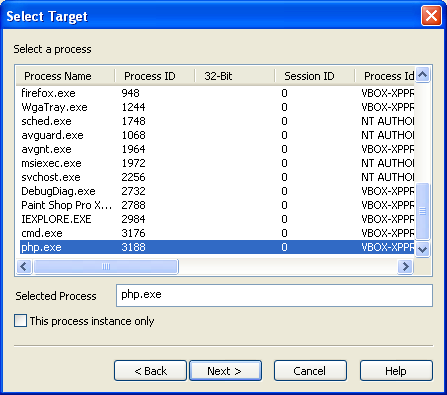 Select Target
Select a process
Process Name Process ID 32-Bit Session ID Process Id
firefox.exe 948 0 VBOX-XPPR
WgaTray.exe 1244 0 VBOX-XPPR
sched.exe 1748 0 NT AUTHOR
avguard.exe 1068 0 NT AUTHOR
avgnt.exe 1964 0 VBOX-XPPR
msiexec.exe 1972 0 NT AUTHOR
svchost.exe 2256 0 NT AUTHOR
DebugDiag.exe 2732 0 VBOX-XPPR
Paint Shop Pro X... 2788 0 VBOX-XPPR
IEXPLORE.EXE 2984 0 VBOX-XPPR
cmd.exe 3176 0 VBOX-XPPR
php.exe 3188 0 VBOX-XPPR
Selected Process php.exe
This process instance only
< Back Next > Cancel Help